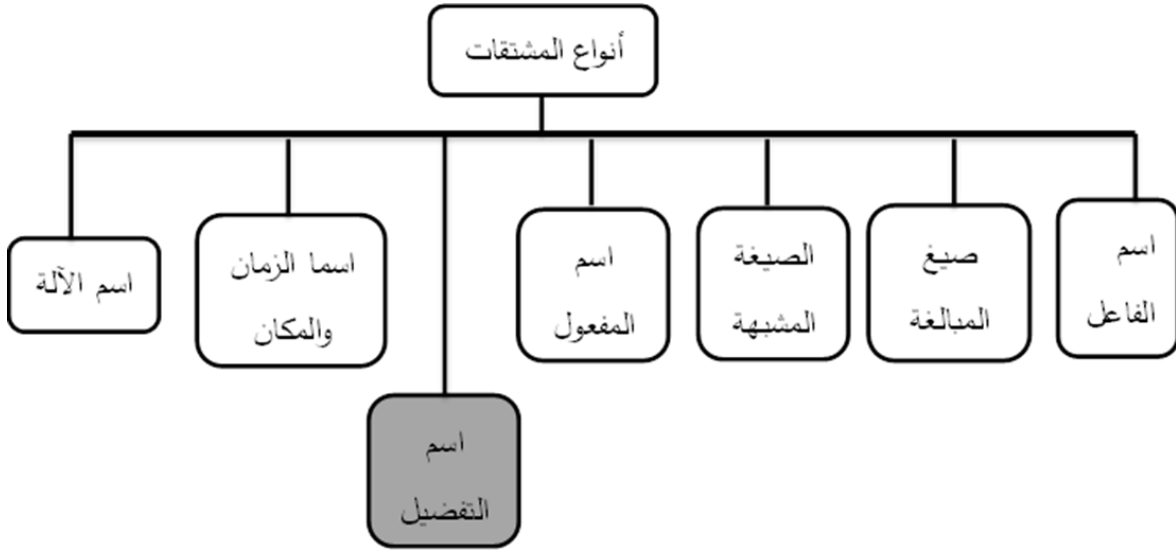 أنواع المشتقات
اسم
الفاعل
صيغ
المبالغة
الصيغة
المشبهة
اسم
المفعول
اسم
التفضيل
اسما الزمان
والمكان
اسم الآلة